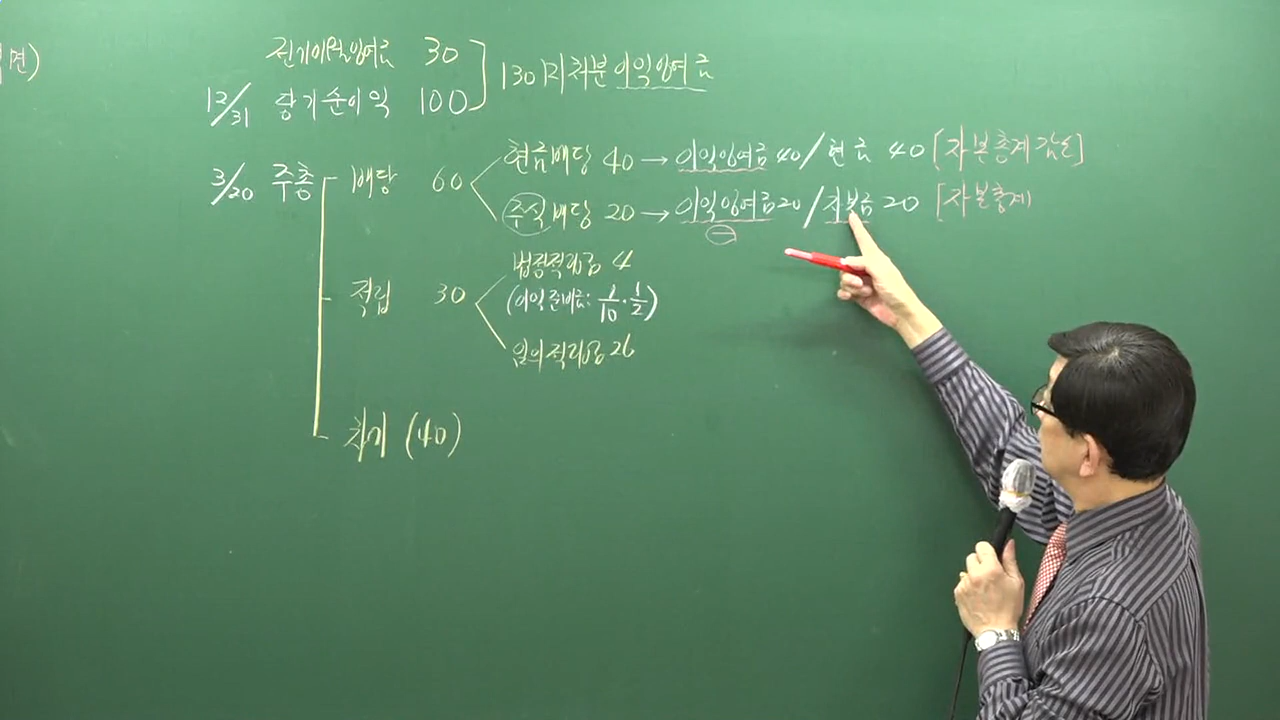 면)
전기이월잉여금 30
12/31 당기순이익 100
130 미처분이익잉여금
3/20 주총
배당 60
현금배당 40 → 이익잉여금 40 / 현금 40 [자본총계 감소]
주식배당 20 → 이익잉여금 20 / 자본금 20 [자본총계
⊖
적립 30
법정적립금 4
(이익준비금: 1/10 · 1/2)
임의적립금 26
차기 (40)